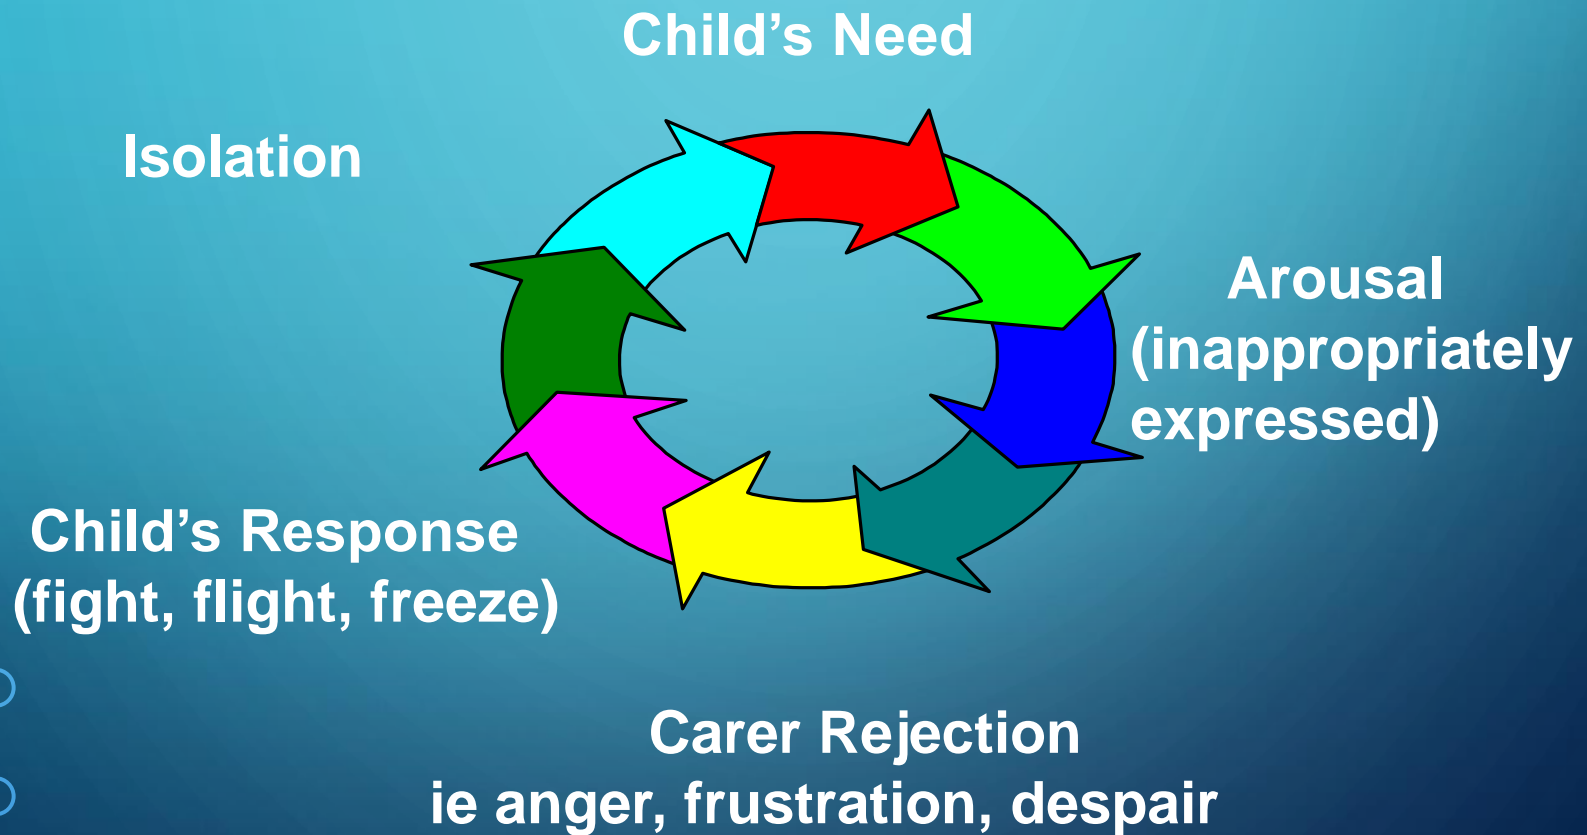 Child’s Need
Isolation
Arousal
(inappropriately
expressed)
Child’s Response
(fight, flight, freeze)
Carer Rejection
ie anger, frustration, despair